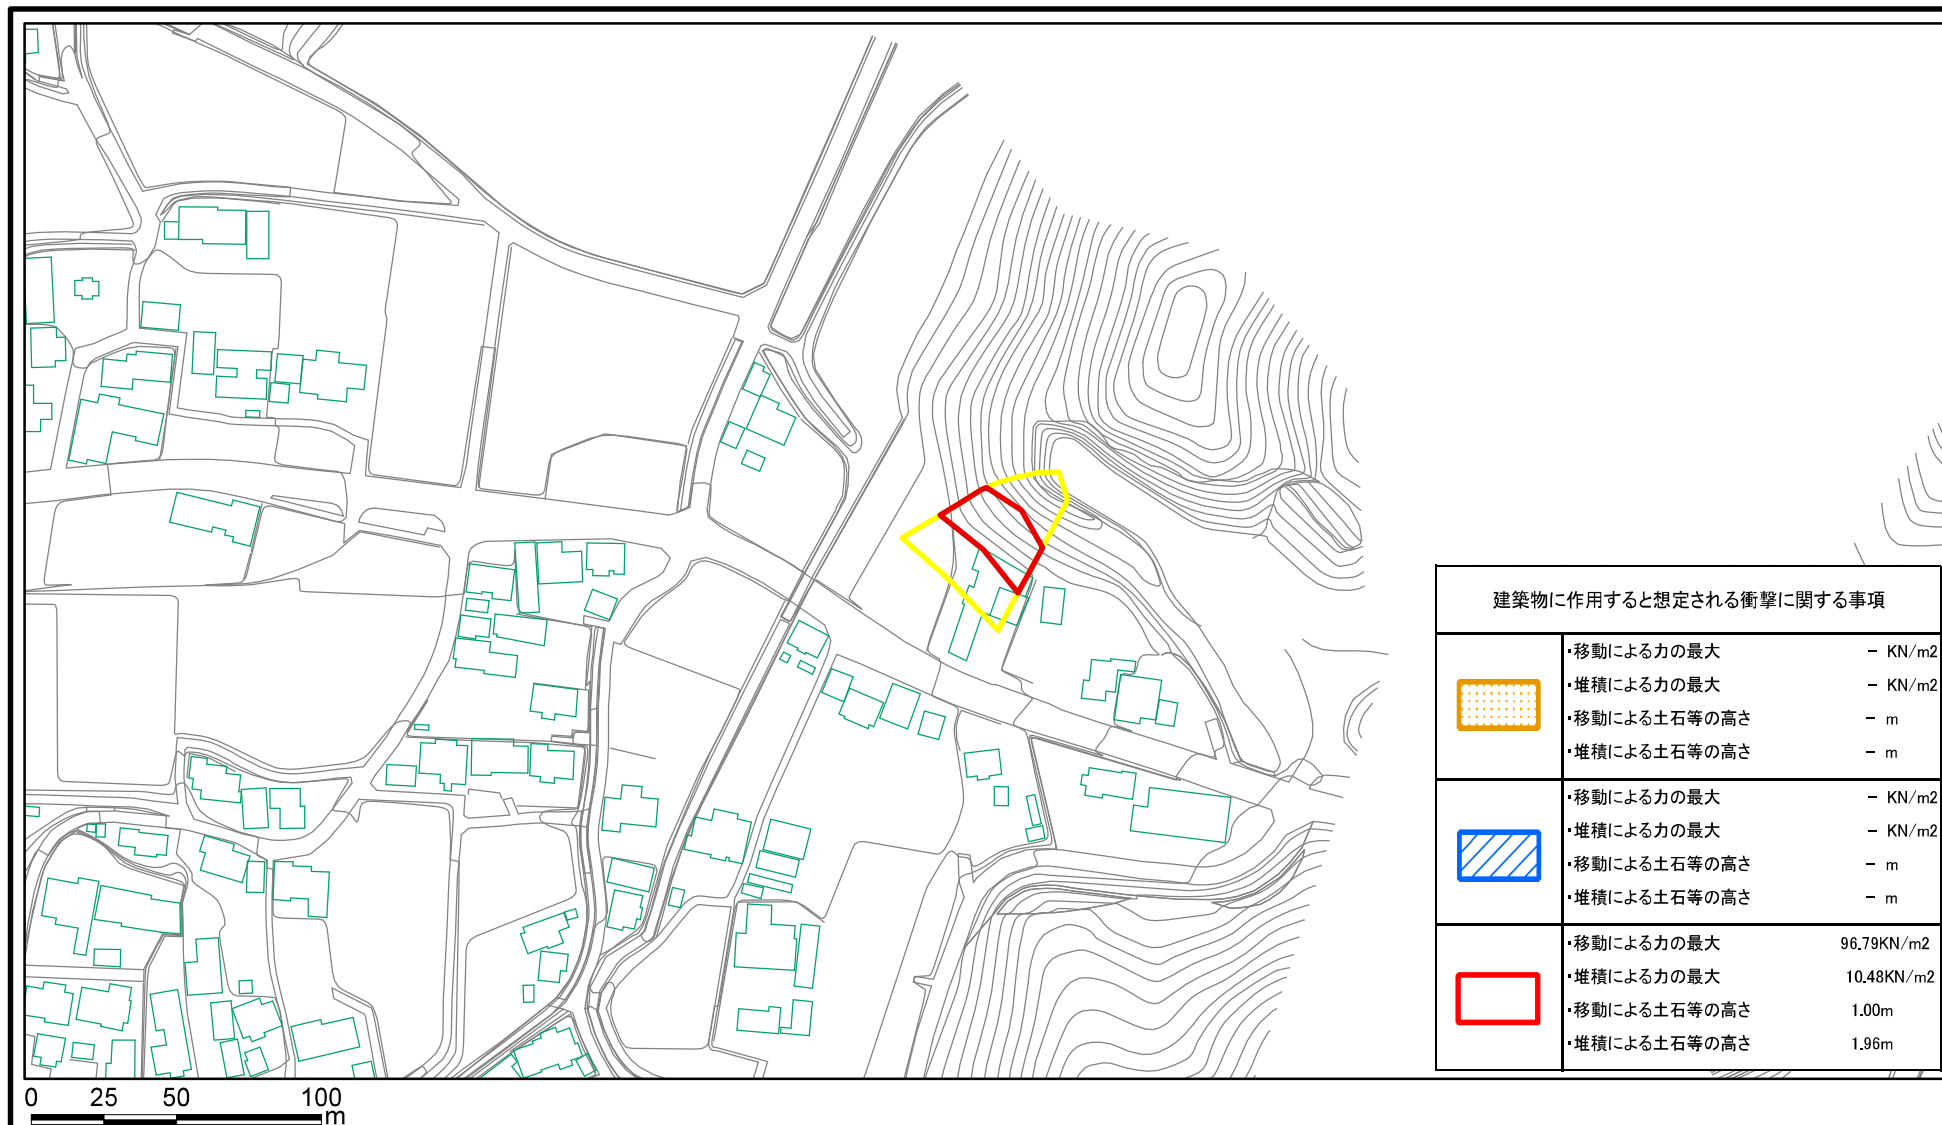 建築物に作用すると想定される衝撃に関する事項
・移動による力の最大 － KN/m2
・堆積による力の最大 － KN/m2
・移動による土石等の高さ － m
・堆積による土石等の高さ － m
・移動による力の最大 － KN/m2
・堆積による力の最大 － KN/m2
・移動による土石等の高さ － m
・堆積による土石等の高さ － m
・移動による力の最大 96.79KN/m2
・堆積による力の最大 10.48KN/m2
・移動による土石等の高さ 1.00m
・堆積による土石等の高さ 1.96m
0 25 50 100
m